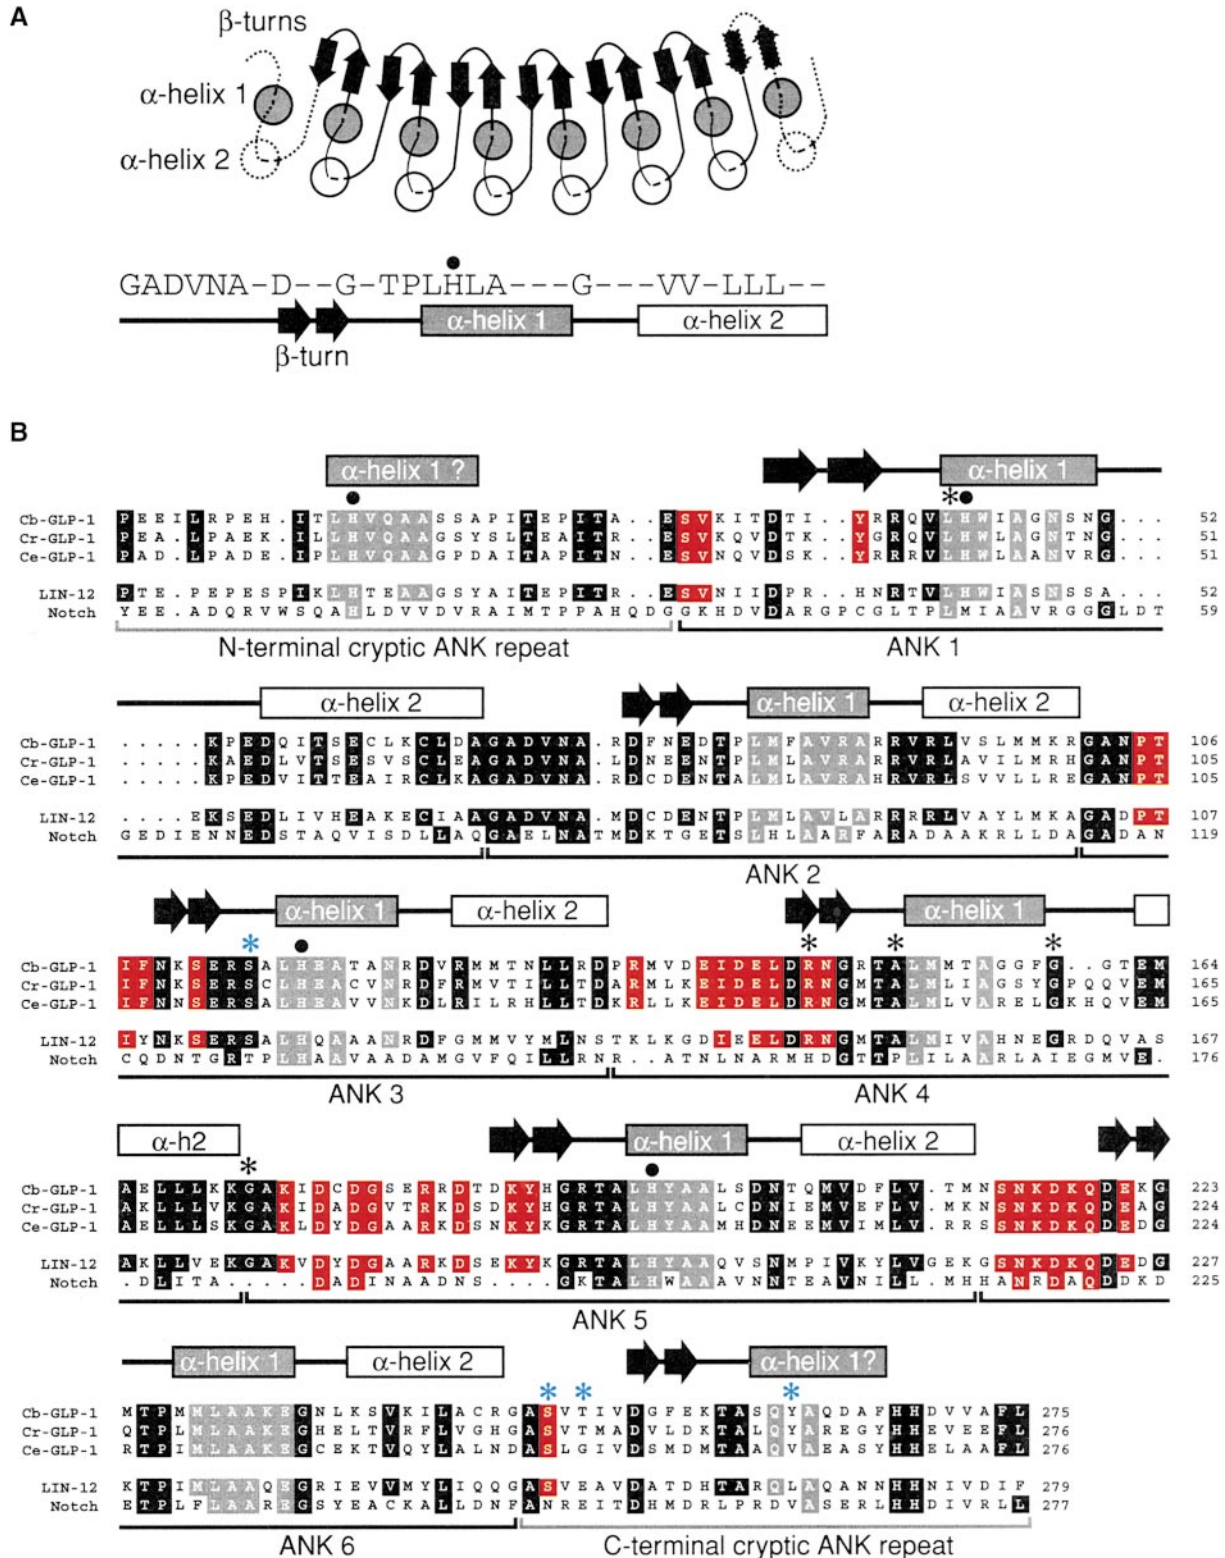 A
β-turns
α-helix 1
α-helix 2
GADVNA-D--G-TPLHLA---G---VV-LLL--
α-helix 1
α-helix 2
β-turn
B
α-helix 1 ?
α-helix 1
* 
Cb-GLP-1 PEEILRPEH.ITLHVQAASSAPITEPITA..ESVKITDTI..YRRQVLHWIAGNSNG... 52
Cr-GLP-1 PEA.LPAEK.ILLHVQAAGSYSLTEAITR..ESVKQVDTK..YGRQVLHWLAGNTNG... 51
Ce-GLP-1 PAD.LPADE.IPLHVQAAGPDAITAPITN..ESVNQVDSK..YRRRVLHWLAANVRG... 51
LIN-12 PTE.PEPESPIKLHTEAAGSYAITEPITR..ESVNIIDPR..HNRTVLHWIASNSSA... 52
Notch YEE.ADQRVWSQAHLDVVDVRAIMTPPAHQDGGKHDVDARGPCGLTPLMIAAVRGGGLDT 59
N-terminal cryptic ANK repeat
ANK 1
α-helix 2
α-helix 1
α-helix 2
Cb-GLP-1 .....KPEDQITSECLKCLDAGADVNA.RDFNEDTPLMFAVRARRVRLVSLMMKRGANPT 106
Cr-GLP-1 .....KAEDLVTSESVSCLEAGADVNA.LDNEENTPLMLAVRARRVRLAVILMRHGANPT 105
Ce-GLP-1 .....KPEDVITTEAIRCLKAGADVNA.RDCDENTPLMLAVRAHRVRLSVVLLREGANPT 105
LIN-12 ....EKSEDLIVHEAKECIAAGADVNA.MDCDENTPLMLAVLARRRRLVAYLMKAGADPT 107
Notch GEDIENNEDSTAQVISDLLAQGAELNATMDKTGETSLHLAARFARADAAKRLLDAGADAN 119
ANK 2
α-helix 1
α-helix 2
α-helix 1
* * * *
Cb-GLP-1 IFNKSERSALHEATANRDVRMMTNLLRDPRMVDEIDELDRNGRTALMMTAGGFG..GTEM 164
Cr-GLP-1 IFNKSERSCLHEACVNRDFRMVTILLTDARMLKEIDELDRNGMTALMLIAGSYGPQQVEM 165
Ce-GLP-1 IFNNSERSALHEAVVNKDLRILRHLLTDKRLLKEIDELDRNGMTALMLVARELGKHQVEM 165
LIN-12 IYNKSERSALHQAAANRDFGMMVYMLNSTKLKGDIEELDRNGMTALMIVAHNEGRDQVAS 167
Notch CQDNTGRTPLHAAVAADAMGVFQILLRNR..ATNLNARMHDGTTPLILAARLAIEGMVE. 176
ANK 3
ANK 4
α-h2
α-helix 1
α-helix 2
*
Cb-GLP-1 AELLLKKGAKIDCDGSERRDTDKYHGRTALHYAALSDNTQMVDFLV.TMNSNKDKQDEKG 223
Cr-GLP-1 AKLLVKKGAKIDADGVTRKDSDKYHGRTALHYAALCDNIEMVEFLV.MKNSNKDKQDEAG 224
Ce-GLP-1 AELLLSKGAKLDYDGAARKDSNKYKGRTALHYAAMHDNEEMVIMLV.RRSSNKDKQDEDG 224
LIN-12 AKLLVEKGAKVDYDGAARKDSEKYKGRTALHYAAQVSNMPIVKYLVGEKGSNKDKQDEDG 227
Notch .DLITA.....DADINAADNS....GKTALHWAAAVNNTEAVNILL.MHHANRDAQDDKD 225
ANK 5
α-helix 1
α-helix 2
α-helix 1?
* * *
Cb-GLP-1 MTPMMLAAKEGNLKSVKILACRGASVTIVDGFEKTASQYAQDAFHHDVVAFL 275
Cr-GLP-1 RTPIMLAAKEGHELTVRFLVGHGASVTMADVLDKTALQYAREGYHHEVEEFL 276
Ce-GLP-1 RTPIMLAAKEGCEKTVQYLALNDASLGIVDSMDMTAAQVAEASYHHELAAFL 276
LIN-12 KTPIMLAAQEGRIEVVMYLIQQGASVEAVDATDHTARQLAQANNHHNIVDIF 279
Notch ETPLFLAAREGSYEACKALLDNFANREITDHMDRLPRDVASERLHHDIVRLL 277
ANK 6
C-terminal cryptic ANK repeat